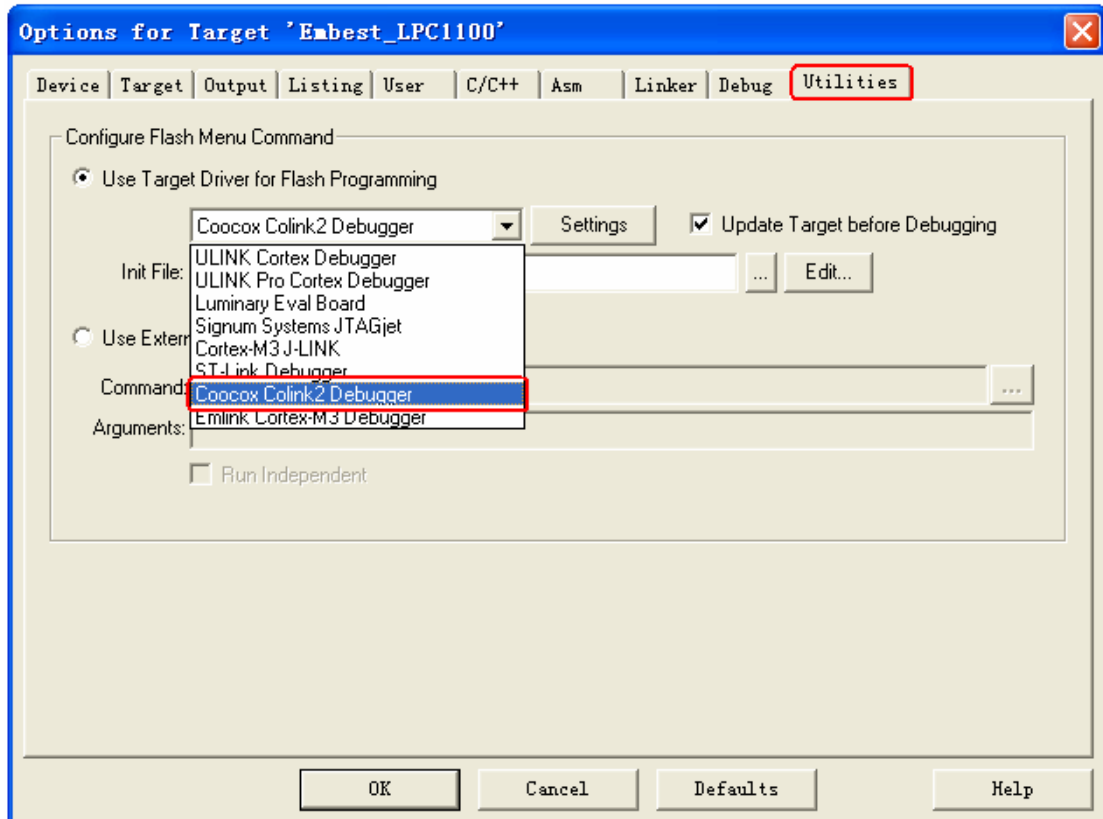 Options for Target 'Embest_LPC1100'
Device Target Output Listing User C/C++ Asm Linker Debug Utilities
Configure Flash Menu Command
Use Target Driver for Flash Programming
Coocox Colink2 Debugger Settings Update Target before Debugging
ULINK Cortex Debugger
Init File: ... Edit...
ULINK Pro Cortex Debugger
Luminary Eval Board
Signum Systems JTAGjet
Use Extern
Cortex-M3 J-LINK
ST-Link Debugger
Command: Coocox Colink2 Debugger ...
Emlink Cortex-M3 Debugger
Arguments:
Run Independent
OK Cancel Defaults Help